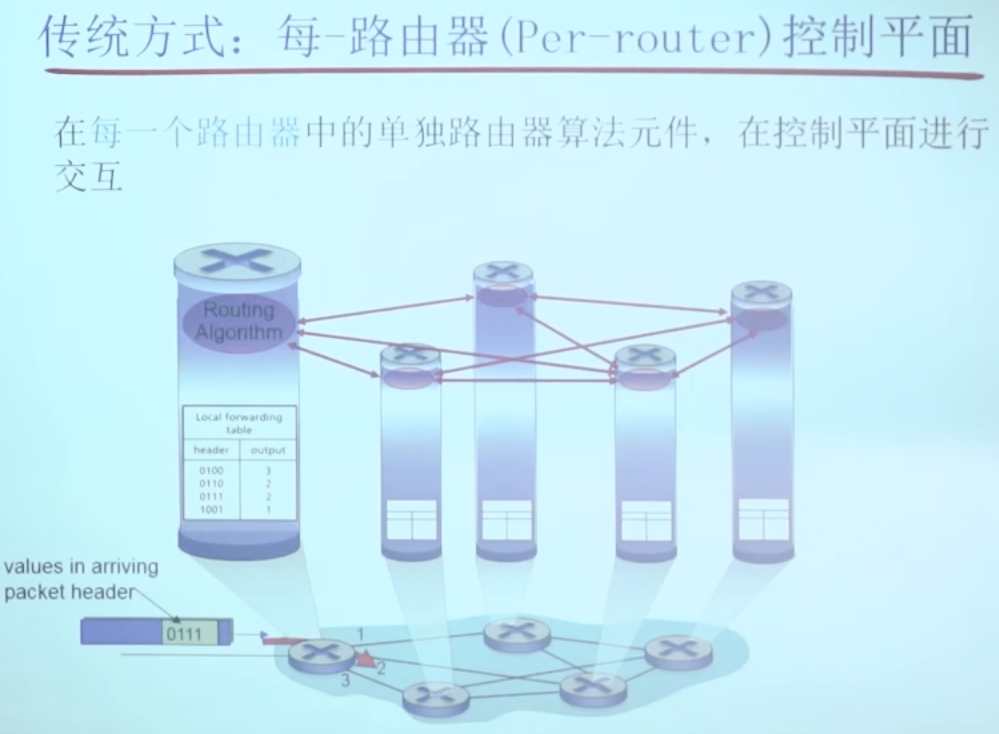 传统方式：每-路由器(Per-router)控制平面
在每一个路由器中的单独路由器算法元件，在控制平面进行
交互
Routing
Algorithm
Local forwarding
table
header output
0100 3
0110 2
0111 2
1001 1
values in arriving
packet header
0111
1
2
3